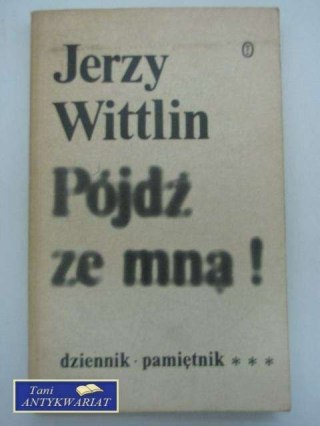 Jerzy
Wittlin
Pójdź
ze mną !
dziennik · pamiętnik * * *
Tani
ANTYKWARIAT